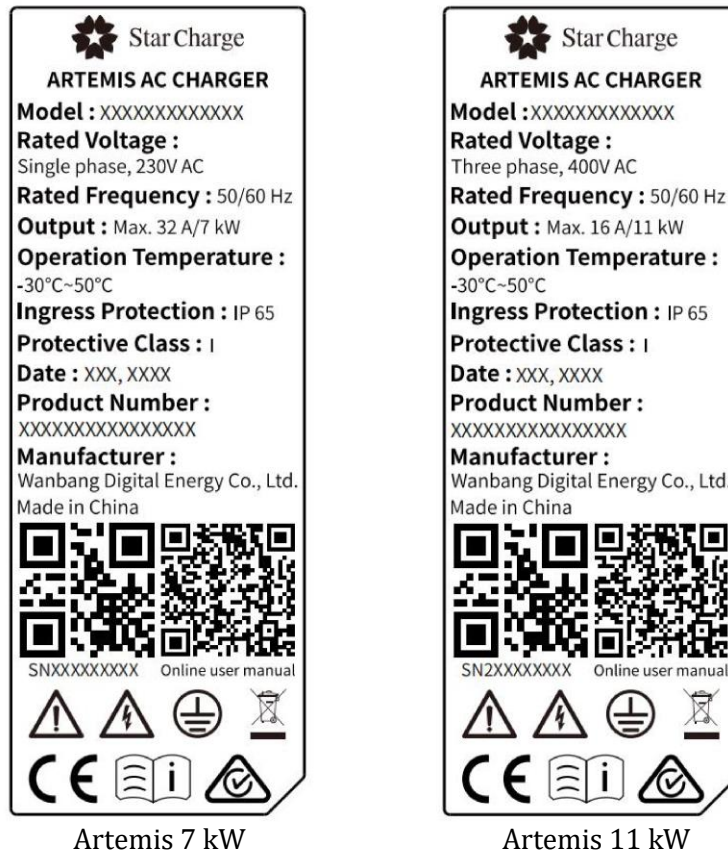 Star Charge
ARTEMIS AC CHARGER
Model : XXXXXXXXXXXXX
Rated Voltage :
Single phase, 230V AC
Rated Frequency : 50/60 Hz
Output : Max. 32 A/7 kW
Operation Temperature :
-30°C~50°C
Ingress Protection : IP 65
Protective Class : I
Date : XXX, XXXX
Product Number :
XXXXXXXXXXXXXXXX
Manufacturer :
Wanbang Digital Energy Co., Ltd.
Made in China
SNXXXXXXXXX Online user manual
CE i
Artemis 7 kW
Star Charge
ARTEMIS AC CHARGER
Model : XXXXXXXXXXXXX
Rated Voltage :
Three phase, 400V AC
Rated Frequency : 50/60 Hz
Output : Max. 16 A/11 kW
Operation Temperature :
-30°C~50°C
Ingress Protection : IP 65
Protective Class : I
Date : XXX, XXXX
Product Number :
XXXXXXXXXXXXXXXX
Manufacturer :
Wanbang Digital Energy Co., Ltd.
Made in China
SN2XXXXXXXX Online user manual
CE i
Artemis 11 kW